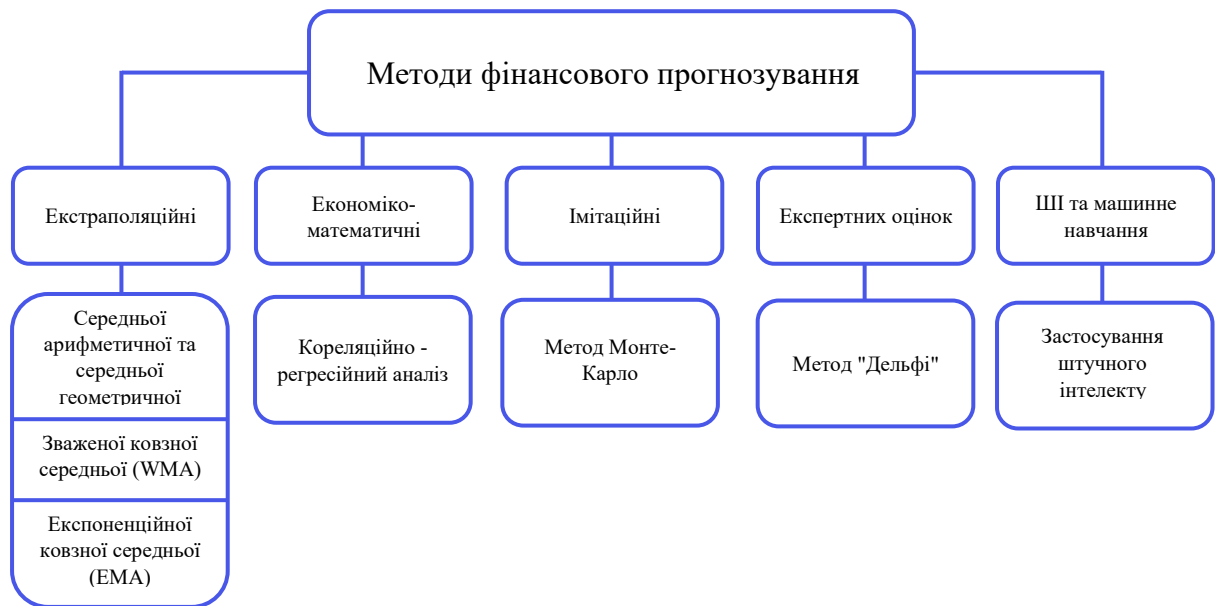 Методи фінансового прогнозування
Екстраполяційні
Економіко-
математичні
Імітаційні
Експертних оцінок
ШІ та машинне
навчання
Середньої
арифметичної та
середньої
геометричної
Зваженої ковзної
середньої (WMA)
Експоненційної
ковзної середньої
(EMA)
Кореляційно -
регресійний аналіз
Метод Монте-
Карло
Метод "Дельфі"
Застосування
штучного
інтелекту